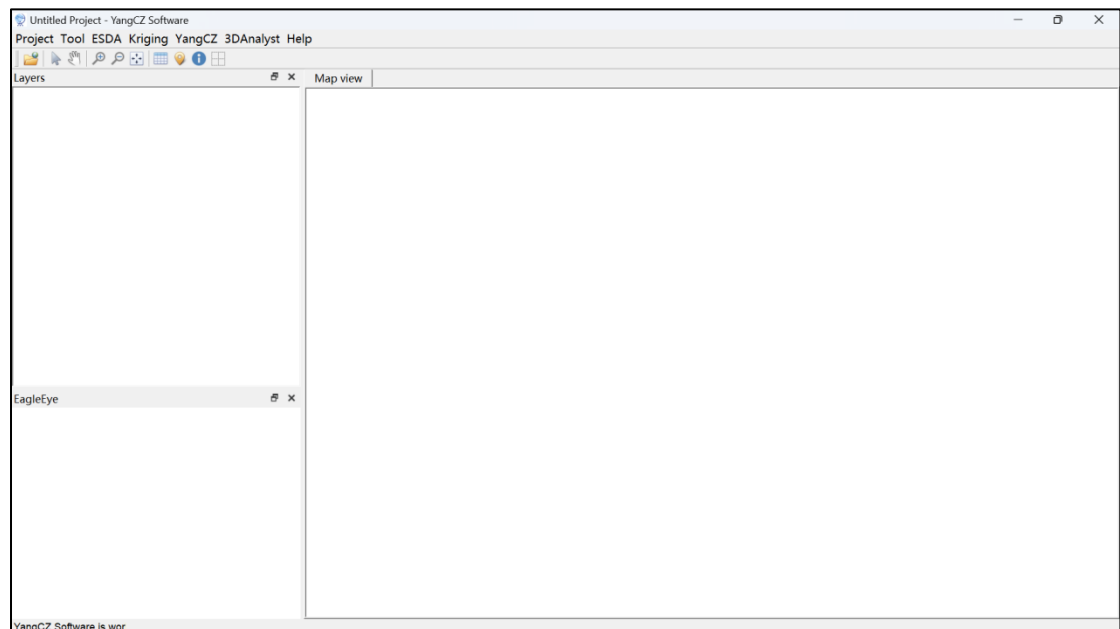 Untitled Project - YangCZ Software
Project Tool ESDA Kriging YangCZ 3DAnalyst Help
Layers
Map view
EagleEye
YangCZ Software is wor